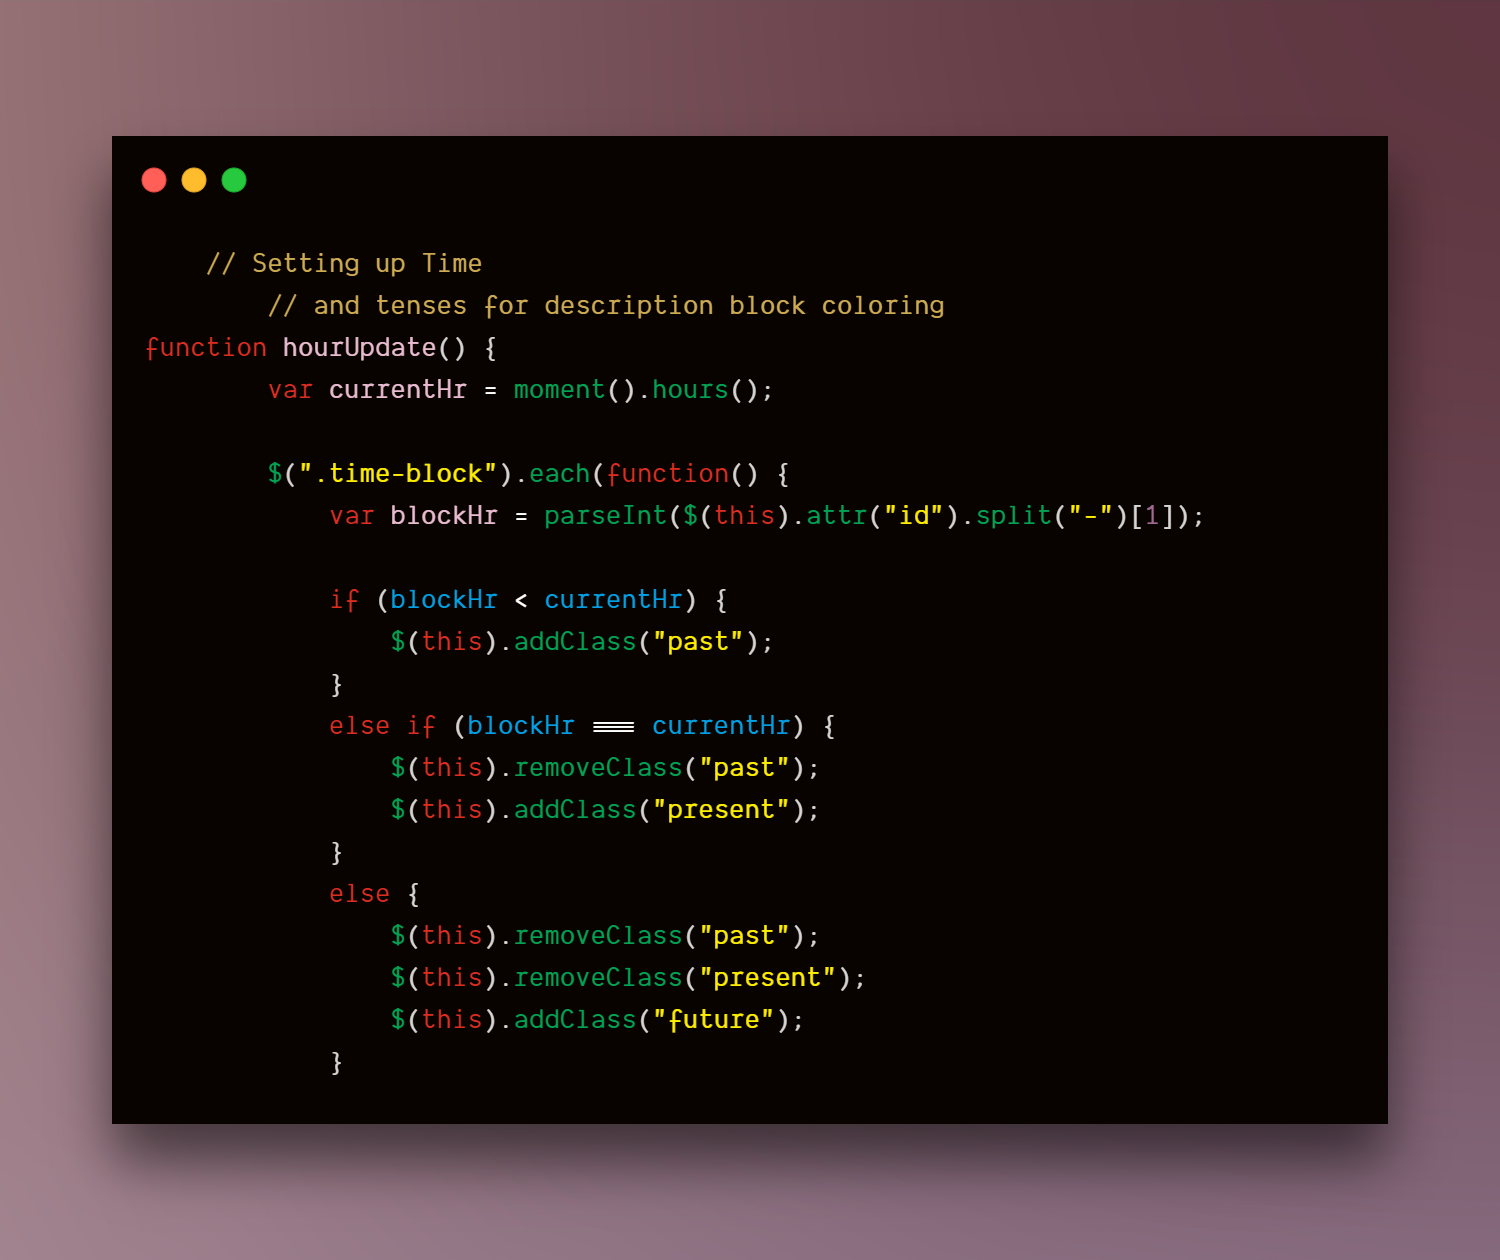 // Setting up Time
// and tenses for description block coloring
function hourUpdate() {
var currentHr = moment().hours();
$(".time-block").each(function() {
var blockHr = parseInt($(this).attr("id").split("-")[1]);
if (blockHr < currentHr) {
$(this).addClass("past");
}
else if (blockHr === currentHr) {
$(this).removeClass("past");
$(this).addClass("present");
}
else {
$(this).removeClass("past");
$(this).removeClass("present");
$(this).addClass("future");
}